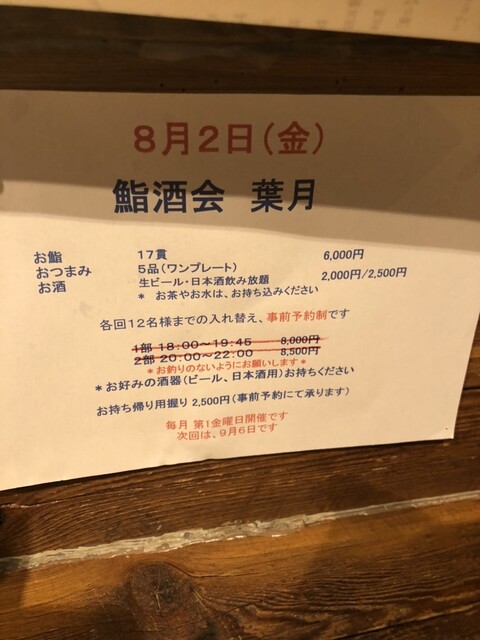 8月2日(金)
鮨酒会 葉月
お鮨 17貫 6,000円
おつまみ 5品(ワンプレート)
お酒 生ビール・日本酒飲み放題 2,000円/2,500円
* お茶やお水は、お持ち込みください
各回12名様までの入れ替え、事前予約制です
1部 18:00〜19:45 8,000円
2部 20:00〜22:00 8,500円
*お釣りのないようにお願いします*
*お好みの酒器(ビール、日本酒用)お持ちください
お持ち帰り用握り 2,500円(事前予約にて承ります)
毎月 第1金曜日開催です
次回は、9月6日です